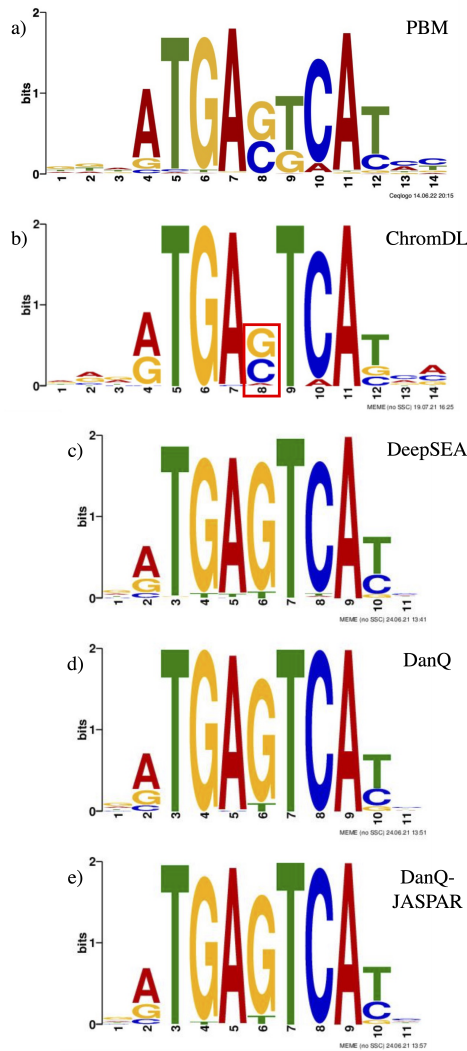 a)
PBM
2
1
0
bits
ATGAGTCAT
G C G A C
1 2 3 4 5 6 7 8 9 10 11 12 13 14
Ceqlogo 14.06.22 20:15
b)
ChromDL
2
1
0
bits
ATGAGTCAT
G C A G A
C
1 2 3 4 5 6 7 8 9 10 11 12 13 14
MEME (no SSC) 19.07.21 16:25
c)
DeepSEA
2
1
0
bits
ATGAGTCAT
G C
1 2 3 4 5 6 7 8 9 10 11
MEME (no SSC) 24.06.21 13:41
d)
DanQ
2
1
0
bits
ATGAGTCAT
G T C
1 2 3 4 5 6 7 8 9 10 11
MEME (no SSC) 24.06.21 13:51
e)
DanQ-
JASPAR
2
1
0
bits
ATGAGTCAT
G T C
1 2 3 4 5 6 7 8 9 10 11
MEME (no SSC) 24.06.21 13:57